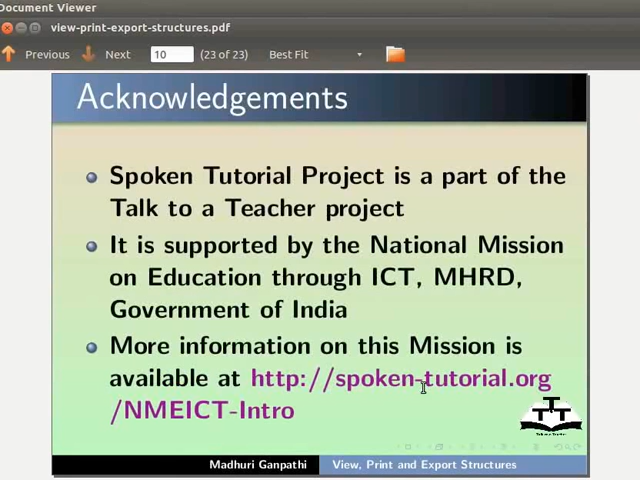 Document Viewer
view-print-export-structures.pdf
Previous Next 10 (23 of 23) Best Fit
Acknowledgements
Spoken Tutorial Project is a part of the
Talk to a Teacher project
It is supported by the National Mission
on Education through ICT, MHRD,
Government of India
More information on this Mission is
available at http://spoken-tutorial.org
/NMEICT-Intro
Madhuri Ganpathi View, Print and Export Structures